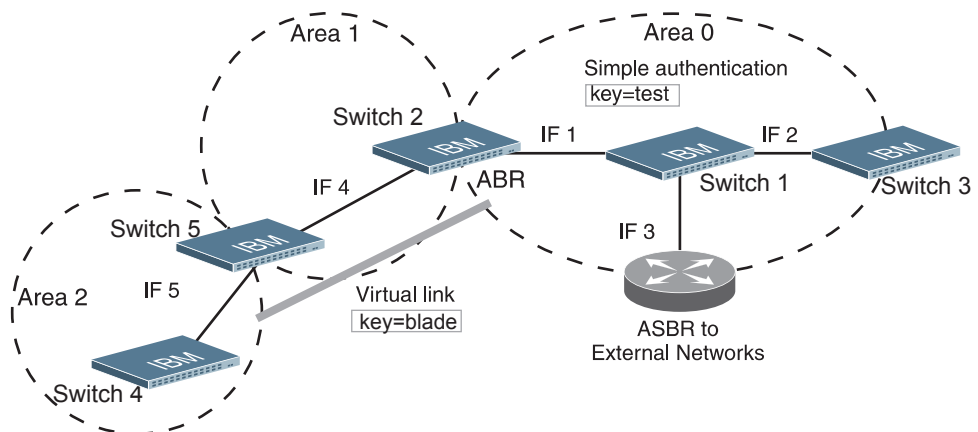 Area 1
Area 0
Simple authentication
key=test
Switch 2
IBM
IF 1
IBM
IF 2
IBM
ABR
Switch 1
Switch 3
IF 4
Switch 5
IBM
IF 3
Area 2
IF 5
Virtual link
key=blade
IBM
Switch 4
ASBR to
External Networks